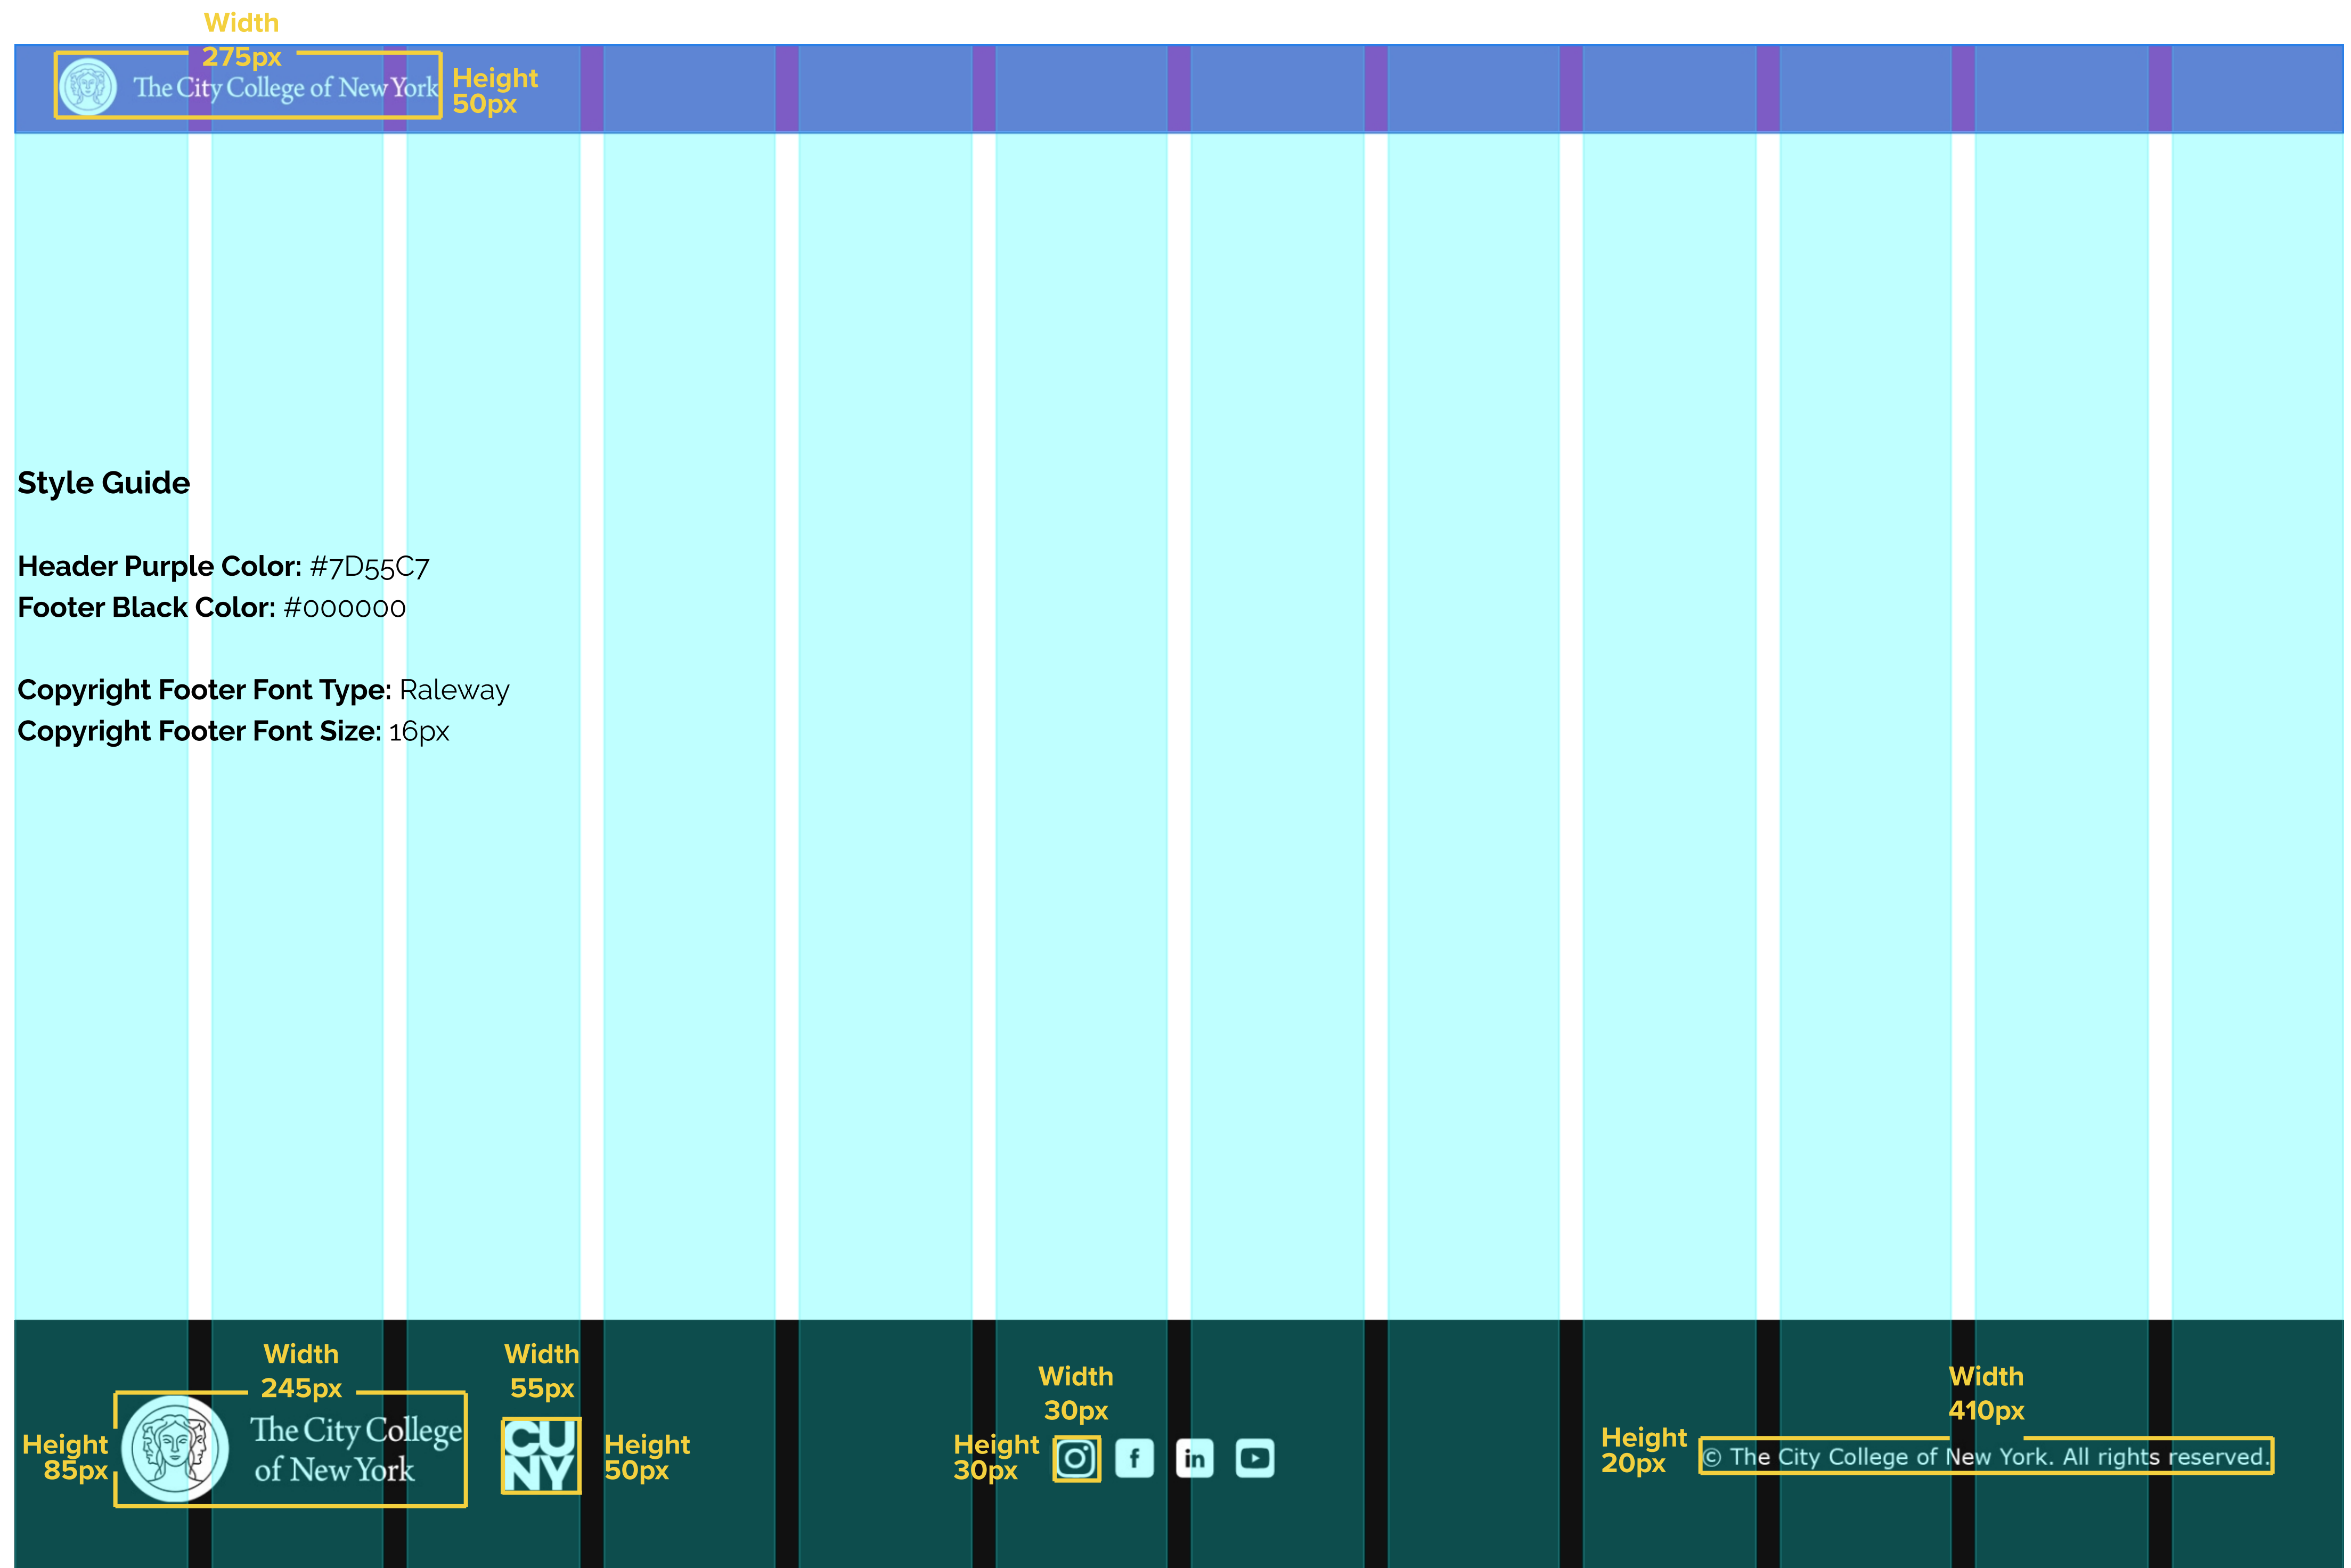 Width
275px
The City College of New York
Height
50px
Style Guide
Header Purple Color: #7D55C7
Footer Black Color: #000000
Copyright Footer Font Type: Raleway
Copyright Footer Font Size: 16px
Width
245px
Height
85px
The City College
of New York
Width
55px
CU
NY
Height
50px
Width
30px
Height
30px
f
in
Width
410px
Height
20px
© The City College of New York. All rights reserved.